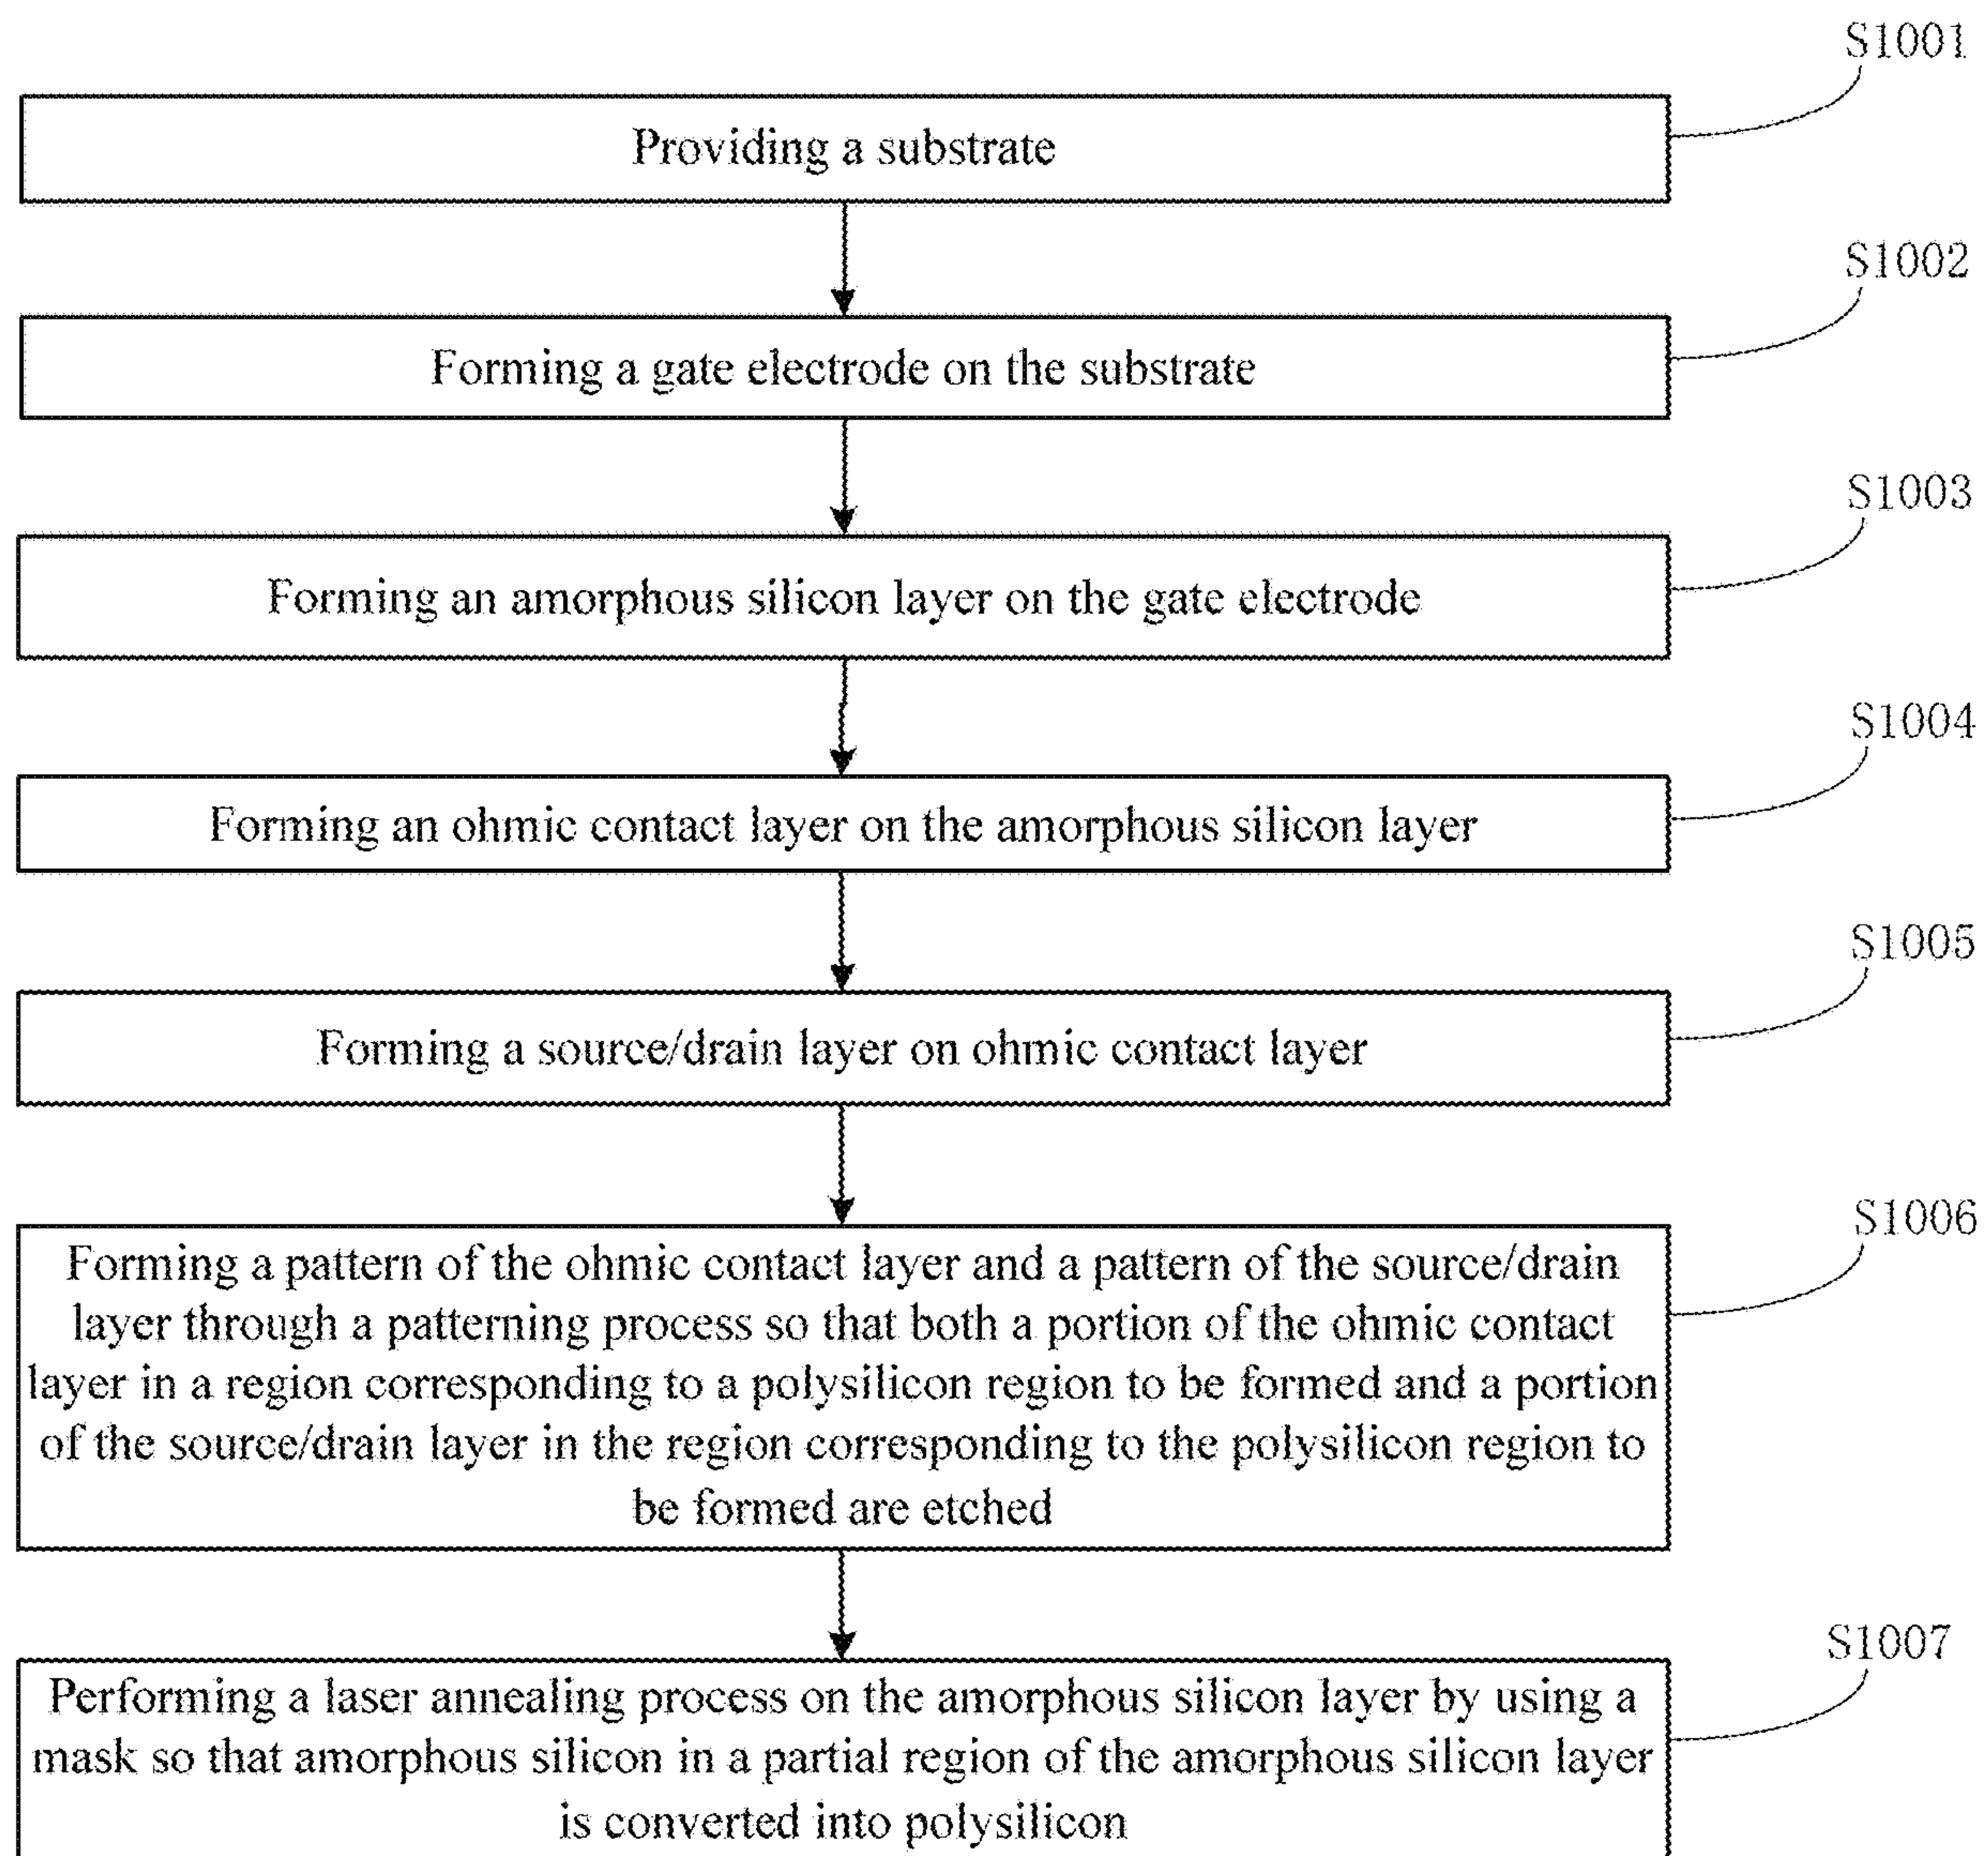 S1001
Providing a substrate
S1002
Forming a gate electrode on the substrate
S1003
Forming an amorphous silicon layer on the gate electrode
S1004
Forming an ohmic contact layer on the amorphous silicon layer
S1005
Forming a source/drain layer on ohmic contact layer
S1006
Forming a pattern of the ohmic contact layer and a pattern of the source/drain
layer through a patterning process so that both a portion of the ohmic contact
layer in a region corresponding to a polysilicon region to be formed and a portion
of the source/drain layer in the region corresponding to the polysilicon region to
be formed are etched
S1007
Performing a laser annealing process on the amorphous silicon layer by using a
mask so that amorphous silicon in a partial region of the amorphous silicon layer
is converted into polysilicon